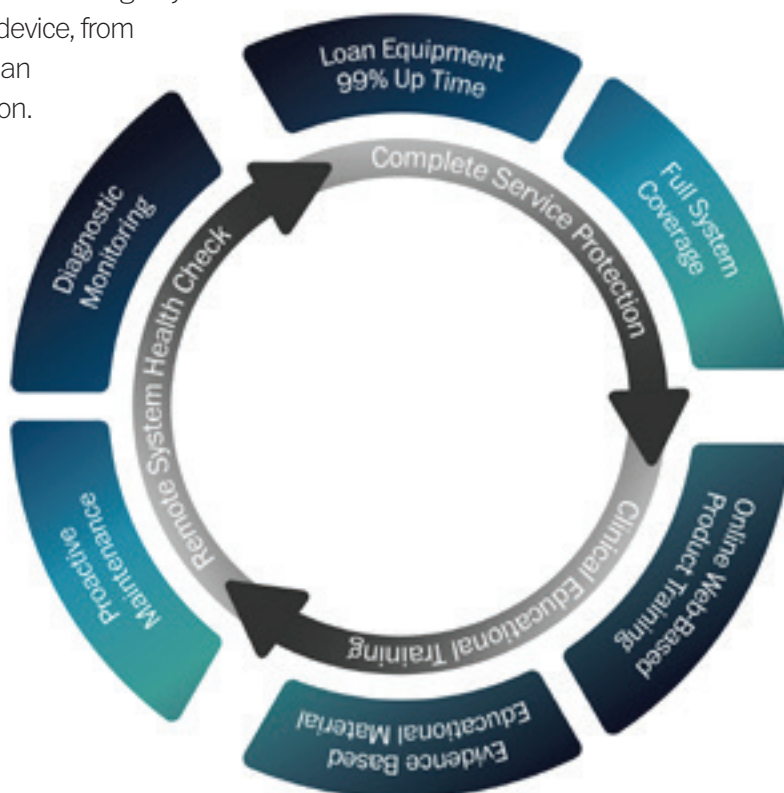 device, from
an
on.
Loan Equipment
99% Up Time
Full System
Coverage
Online Web-Based
Product Training
Evidence Based
Educational Material
Proactive
Maintenance
Diagnostic
Monitoring
Complete Service Protection
Clinical Educational Training
Remote System Health Check